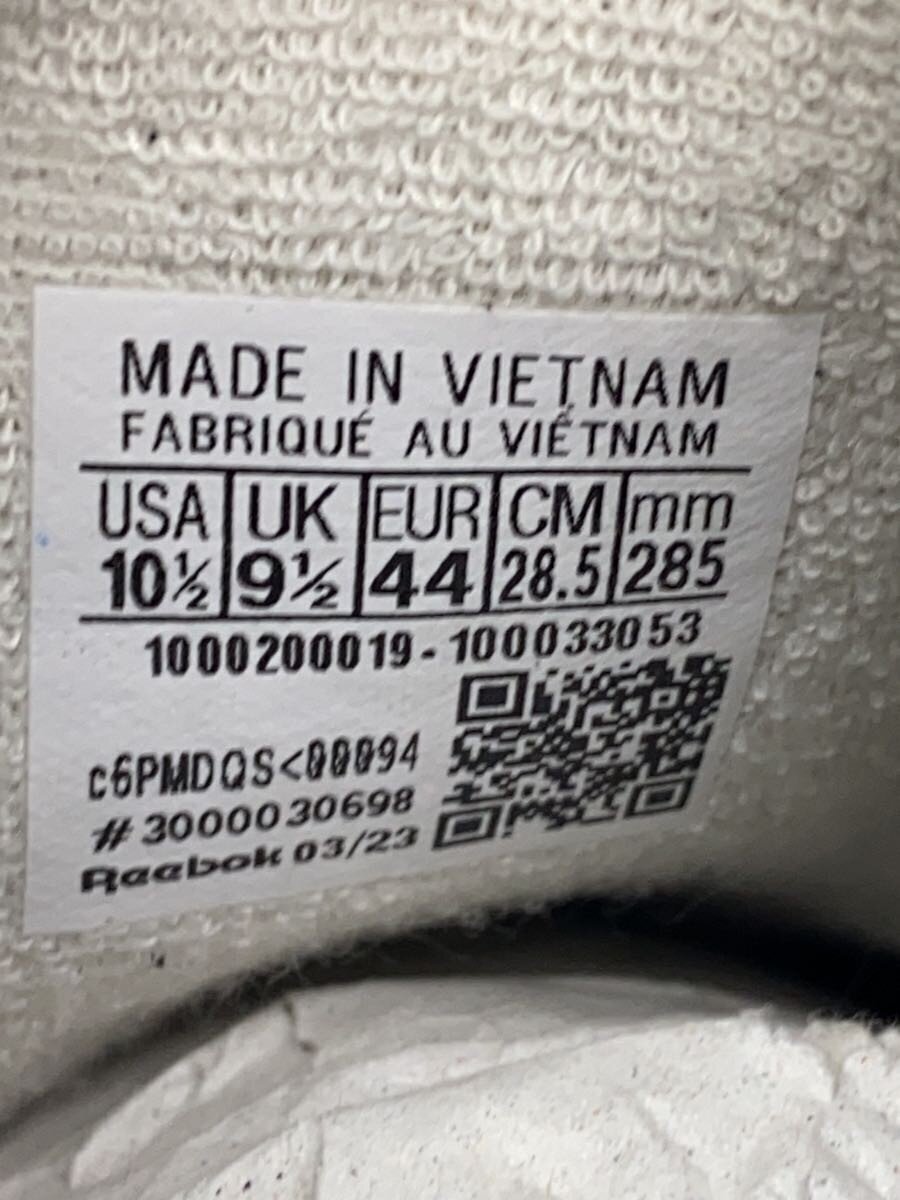 MADE IN VIETNAM
FABRIQUÉ AU VIÊTNAM
USA UK EUR CM mm
10½ 9½ 44 28.5 285
1000200019-100033053
c6PMDQS<00094
#3000030698
Reebok 03/23